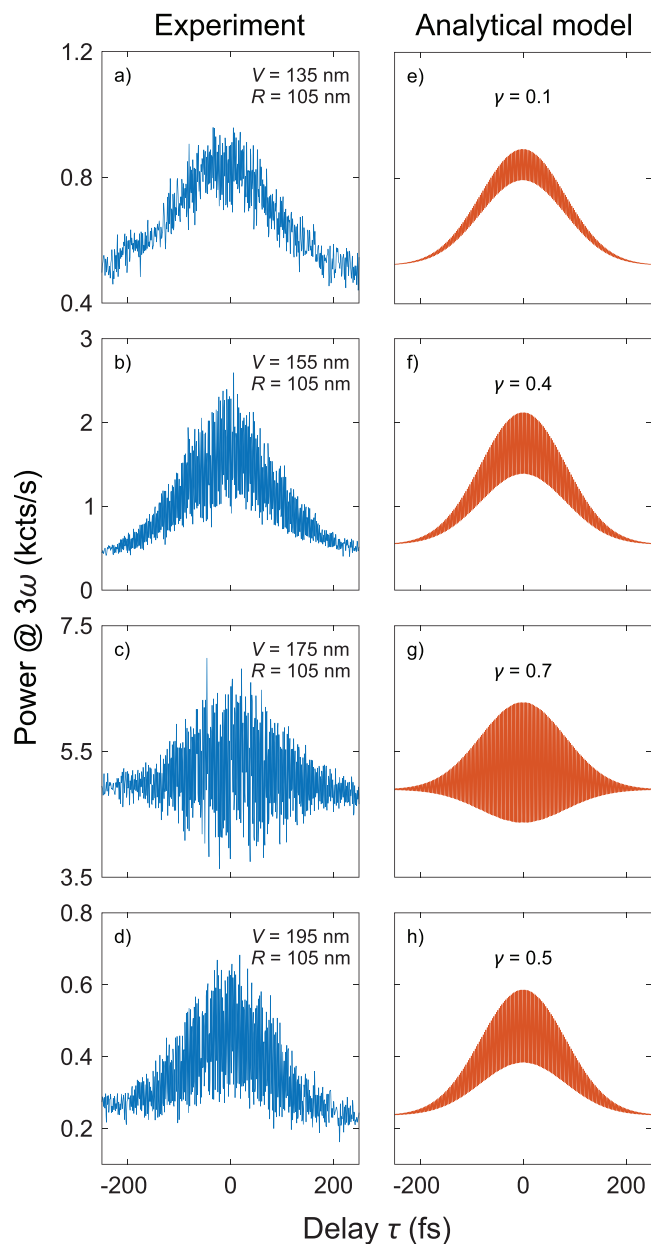 Experiment
Analytical model
Power @ 3ω (kcts/s)
a)
V = 135 nm
R = 105 nm
1.2
0.8
0.4
e)
γ = 0.1
b)
V = 155 nm
R = 105 nm
3
2
1
0
f)
γ = 0.4
c)
V = 175 nm
R = 105 nm
7.5
5.5
3.5
g)
γ = 0.7
d)
V = 195 nm
R = 105 nm
0.8
0.6
0.4
0.2
h)
γ = 0.5
-200 0 200
-200 0 200
Delay τ (fs)